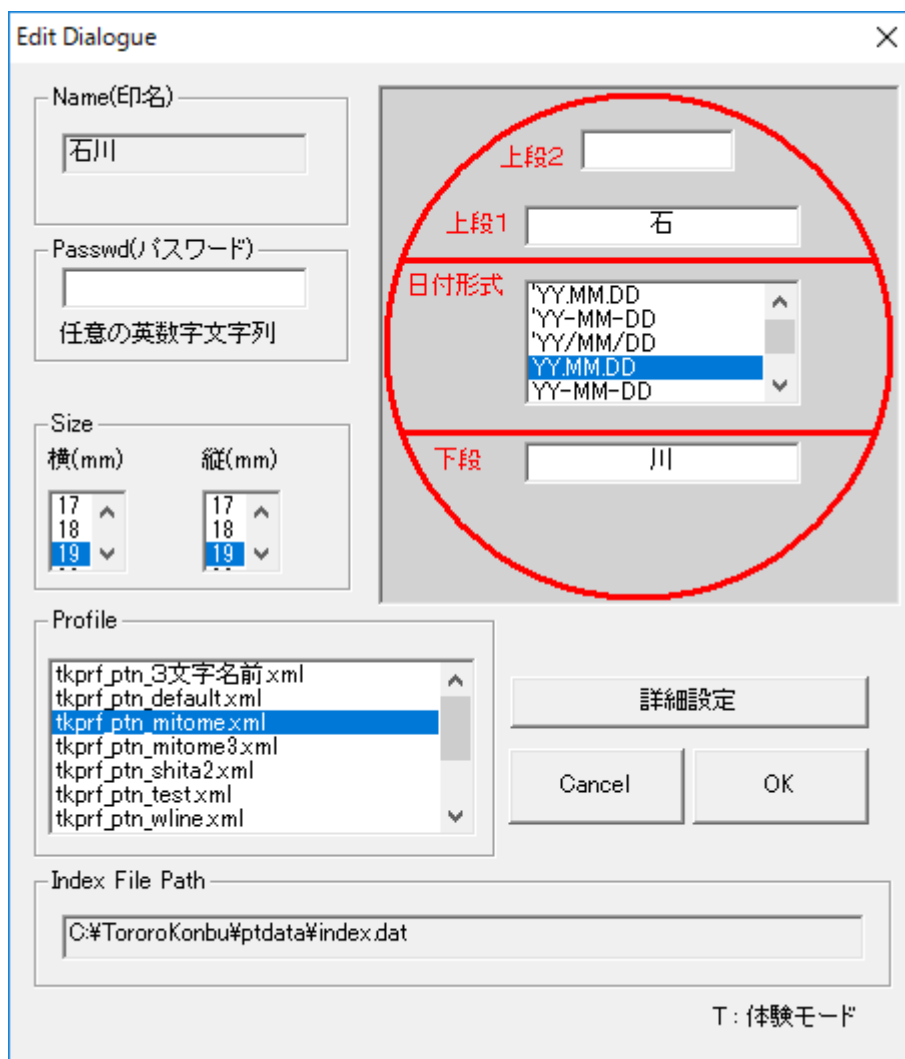 Edit Dialogue
Name(印名)
石川
Passwd(パスワード)
任意の英数字文字列
Size
横(mm)
縦(mm)
17
18
19
17
18
19
上段2
上段1
石
日付形式
'YY.MM.DD
'YY-MM-DD
'YY/MM/DD
YY.MM.DD
YY-MM-DD
下段
川
Profile
tkprf_ptn_3文字名前.xml
tkprf_ptn_default.xml
tkprf_ptn_mitome.xml
tkprf_ptn_mitome3.xml
tkprf_ptn_shita2.xml
tkprf_ptn_test.xml
tkprf_ptn_wline.xml
詳細設定
Cancel
OK
Index File Path
C:¥TororoKonbu¥ptdata¥index.dat
T : 体験モード